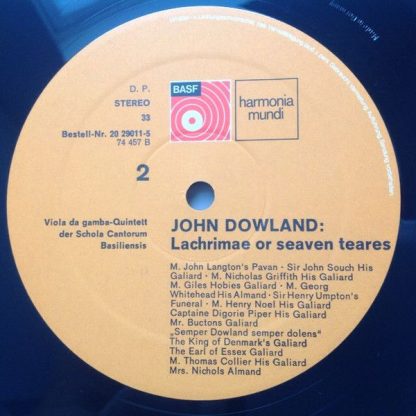 D. P.
STEREO
33
Bestell-Nr. 20 29011-5
74 457 B
2
BASF
harmonia
mundi
Viola da gamba-Quintett
der Schola Cantorum
Basiliensis
JOHN DOWLAND:
Lachrimae or seaven teares
M. John Langton's Pavan · Sir John Souch His
Galiard · M. Nicholas Griffith His Galiard
M. Giles Hobies Galiard · M. Georg
Whitehead His Almand · Sir Henry Umpton's
Funeral · M. Henry Noel His Galiard
Captaine Digorie Piper His Galiard
Mr. Buctons Galiard
„Semper Dowland semper dolens“
The King of Denmark's Galiard
The Earl of Essex Galiard
M. Thomas Collier His Galiard
Mrs. Nichols Almand